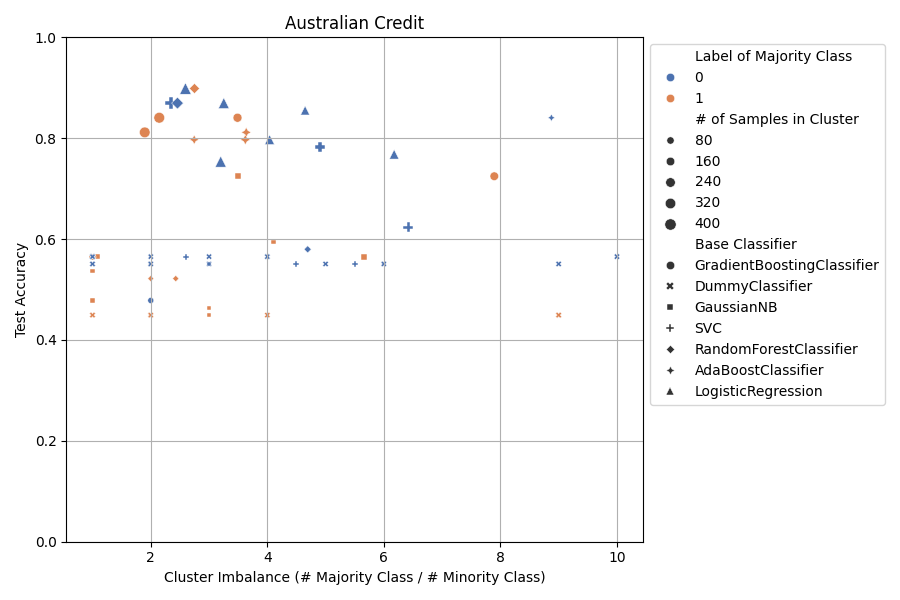 Australian Credit
Test Accuracy
1.0
0.8
0.6
0.4
0.2
0.0
2
4
6
8
10
Cluster Imbalance (# Majority Class / # Minority Class)
Label of Majority Class
0
1
# of Samples in Cluster
80
160
240
320
400
Base Classifier
GradientBoostingClassifier
DummyClassifier
GaussianNB
SVC
RandomForestClassifier
AdaBoostClassifier
LogisticRegression